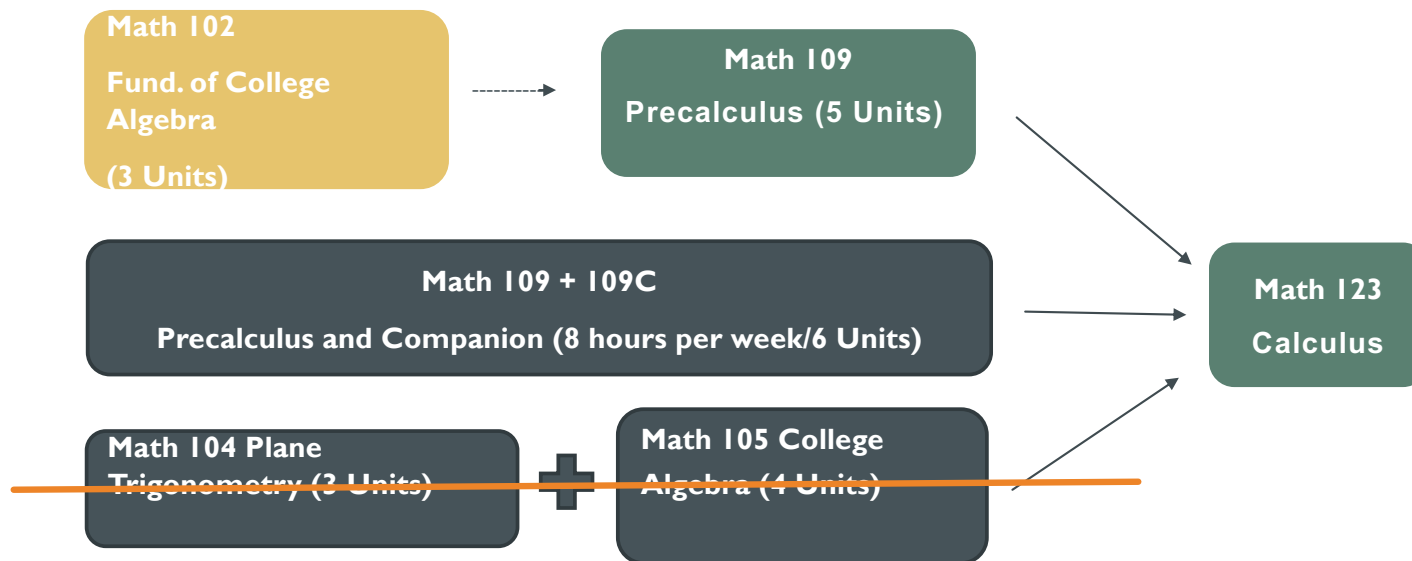 Math 102
Fund. of College
Algebra
(3 Units)
Math 109
Precalculus (5 Units)
Math 109 + 109C
Precalculus and Companion (8 hours per week/6 Units)
Math 123
Calculus
Math 104 Plane
Trigonometry (3 Units)
Math 105 College
Algebra (4 Units)